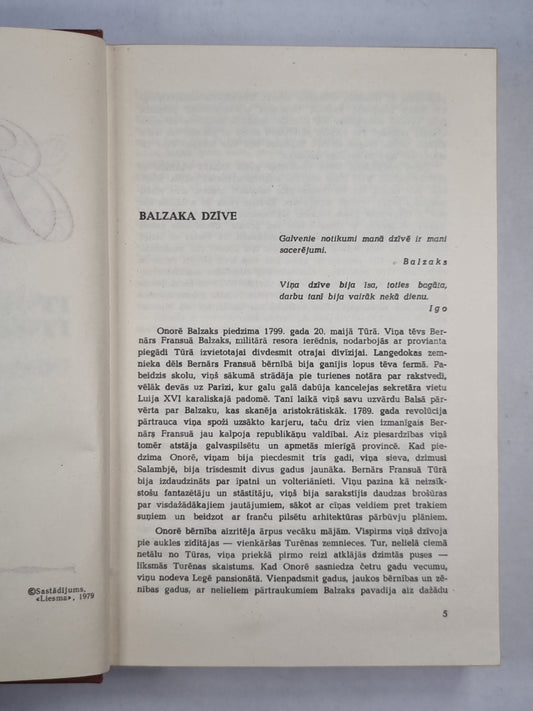 ©Sastādījums,
«Liesma», 1979
BALZAKA DZĪVE
Galvenie notikumi manā dzīvē ir mani
sacerējumi.
Balzaks
Viņa dzīve bija īsa, toties bagāta,
darbu tanī bija vairāk nekā dienu.
Igo
Onorē Balzaks piedzima 1799. gada 20. maijā Tūrā. Viņa tēvs Ber-
nārs Fransuā Balzaks, militārā resora ierēdnis, nodarbojās ar provianta
piegādi Tūrā izvietotajai divdesmit otrajai divīzijai. Langedokas zem-
nieka dēls Bernārs Fransuā bērnībā bija ganījis lopus tēva fermā. Pa-
beidzis skolu, viņš sākumā strādāja pie turienes notāra par rakstvedi,
vēlāk devās uz Parīzi, kur galu galā dabūja kancelejas sekretāra vietu
Luija XVI karaliskajā padomē. Tani laikā viņš savu uzvārdu Balsā pār-
vērta par Balzaku, kas skanēja aristokrātiskāk. 1789. gada revolūcija
pārtrauca viņa spoži uzsākto karjeru, taču drīz vien izmanīgais Ber-
nārs Fransuā jau kalpoja republikāņu valdībai. Aiz piesardzības viņš
tomēr atstāja galvaspilsētu un apmetās mierīgā provincē. Kad pie-
dzima Onorē, viņam bija piecdesmit trīs gadi, viņa sieva, dzimusi
Salambjē, bija trīsdesmit divus gadus jaunāka. Bernārs Fransuā Tūrā
bija izdaudzināts par īpatni un volteriānieti. Viņu pazina kā neizsīk-
stošu fantazētāju un stāstītāju, viņš bija sarakstījis daudzas brošūras
par visdažādākajiem jautājumiem, sākot ar cīņas veidiem pret trakiem
suņiem un beidzot ar franču pilsētu arhitektūras pārbūvju plāniem.
Onorē bērnība aizritēja ārpus vecāku mājām. Vispirms viņš dzīvoja
pie aukles zīdītājas — vienkāršas Turēnas zemnieces. Tur, nelielā ciemā
netālu no Tūras, viņa priekšā pirmo reizi atklājās dzimtās puses —
līksmās Turēnas skaistums. Kad Onorē sasniedza četru gadu vecumu,
viņu nodeva Legē pansionātā. Vienpadsmit gadus, jaukos bērnības un zē-
nības gadus, ar nelieliem pārtraukumiem Balzaks pavadīja aiz dažādu
5